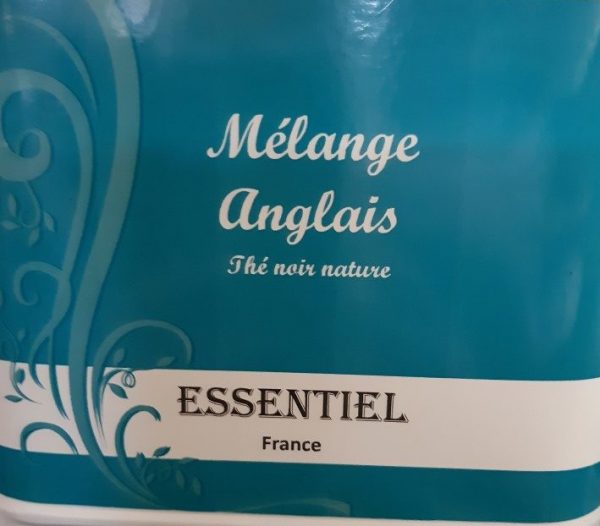 Mélange
Anglais
Thé noir nature
ESSENTIEL
France